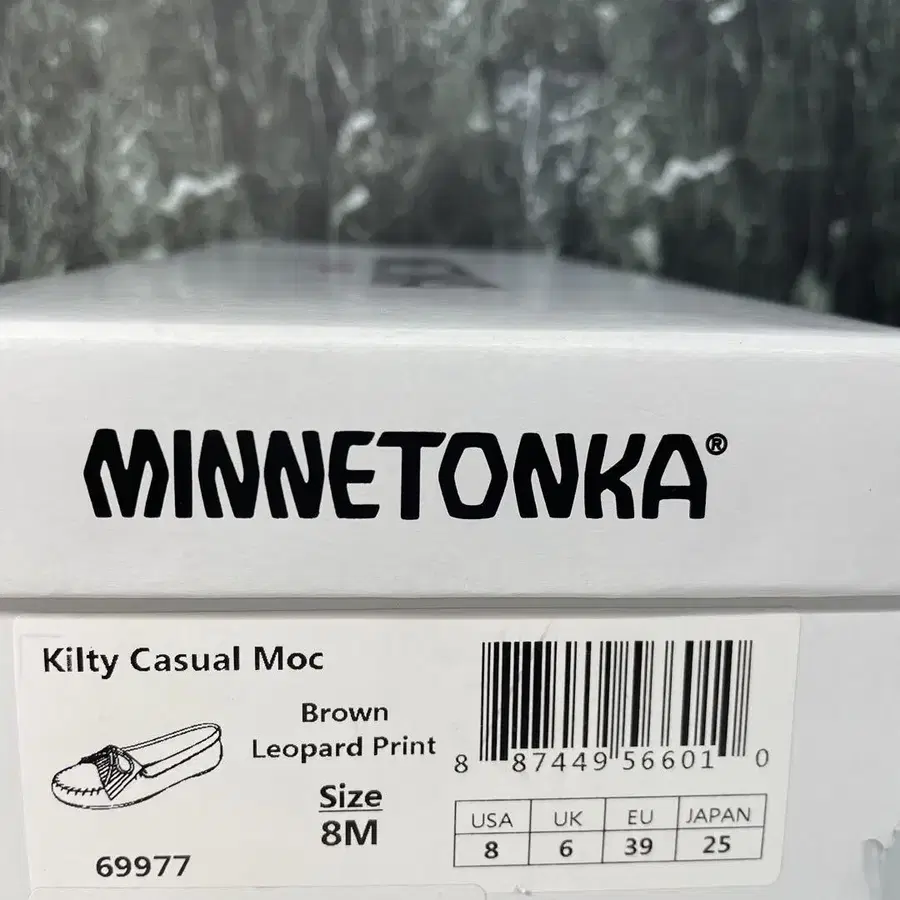 MINNETONKA®
Kilty Casual Moc
Brown
Leopard Print
Size
8M
69977
8 87449 56601 0
USA UK EU JAPAN
8 6 39 25